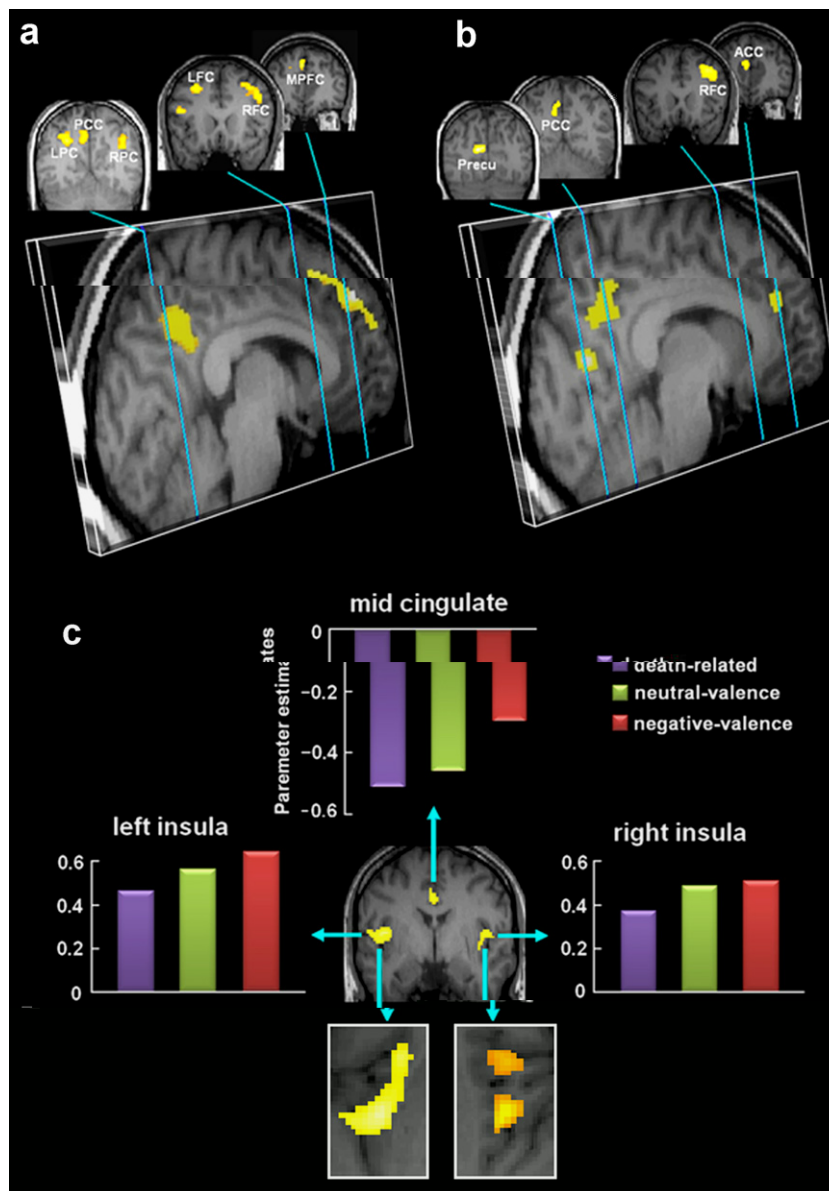 a
LFC
MPFC
RFC
PCC
LPC
RPC
b
ACC
RFC
PCC
Precu
c
mid cingulate
0
−0.2
−0.4
−0.6
neutral-valence
negative-valence
death-related
left insula
0.6
0.4
0.2
0
right insula
0.6
0.4
0.2
0